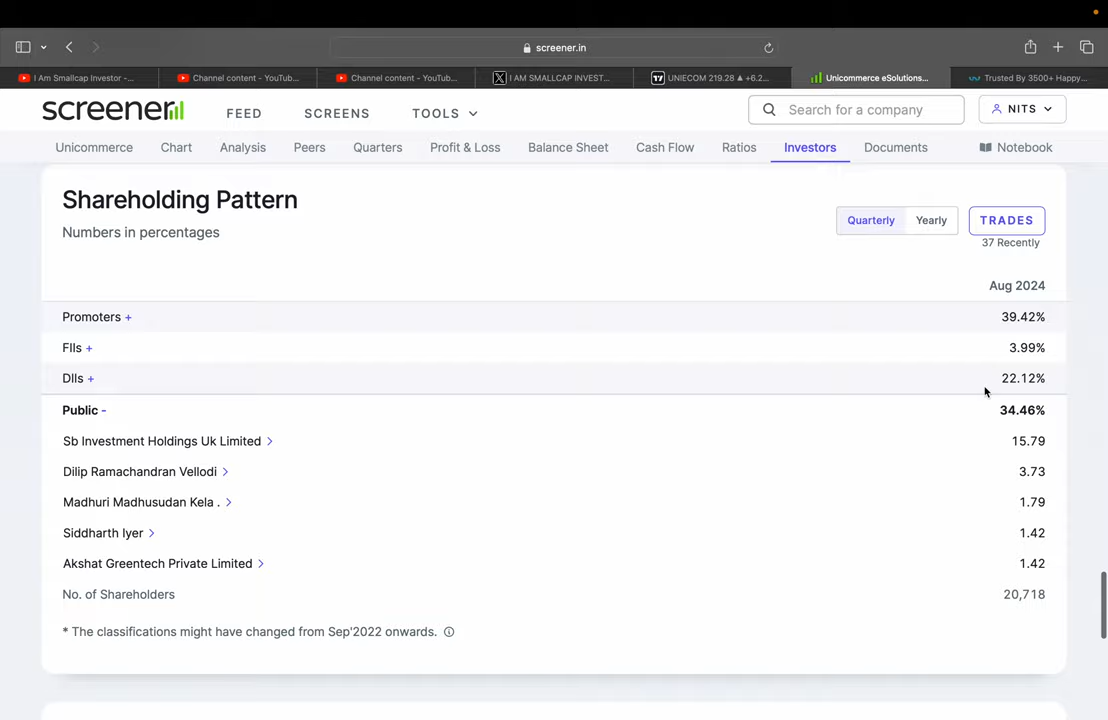 screener.in
I Am Smallcap Investor -...
Channel content - YouTub...
Channel content - YouTub...
I AM SMALLCAP INVEST...
UNIECOM 219.28 ▲ +6.2...
Unicommerce eSolutions...
Trusted By 3500+ Happy...
screener
FEED
SCREENS
TOOLS
Search for a company
NITS
Unicommerce
Chart
Analysis
Peers
Quarters
Profit & Loss
Balance Sheet
Cash Flow
Ratios
Investors
Documents
Notebook
Shareholding Pattern
Numbers in percentages
Quarterly
Yearly
TRADES
37 Recently
Aug 2024
Promoters + 39.42%
FIIs + 3.99%
DIIs + 22.12%
Public - 34.46%
Sb Investment Holdings Uk Limited 15.79
Dilip Ramachandran Vellodi 3.73
Madhuri Madhusudan Kela . 1.79
Siddharth Iyer 1.42
Akshat Greentech Private Limited 1.42
No. of Shareholders 20,718
* The classifications might have changed from Sep'2022 onwards.